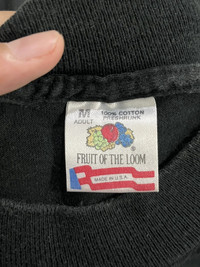 M 100% COTTON
ADULT PRESHRUNK
®
FRUIT OF THE LOOM
MADE IN U.S.A.